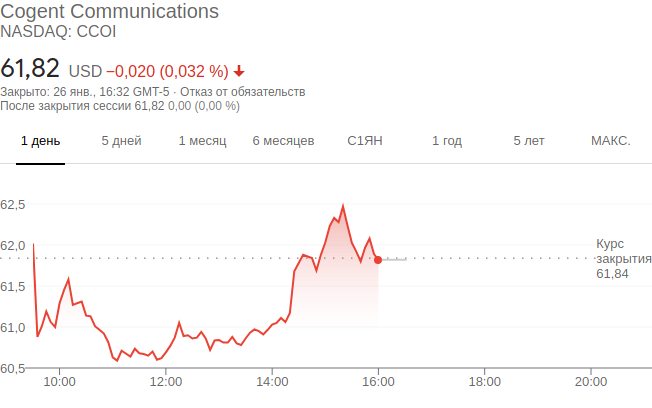 Cogent Communications
NASDAQ: CCOI
61,82 USD −0,020 (0,032 %)
Закрыто: 26 янв., 16:32 GMT-5 · Отказ от обязательств
После закрытия сессии 61,82 0,00 (0,00 %)
1 день 5 дней 1 месяц 6 месяцев С1ЯН 1 год 5 лет МАКС.
62,5
62,0
61,5
61,0
60,5
Курс
закрытия
61,84
10:00 12:00 14:00 16:00 18:00 20:00